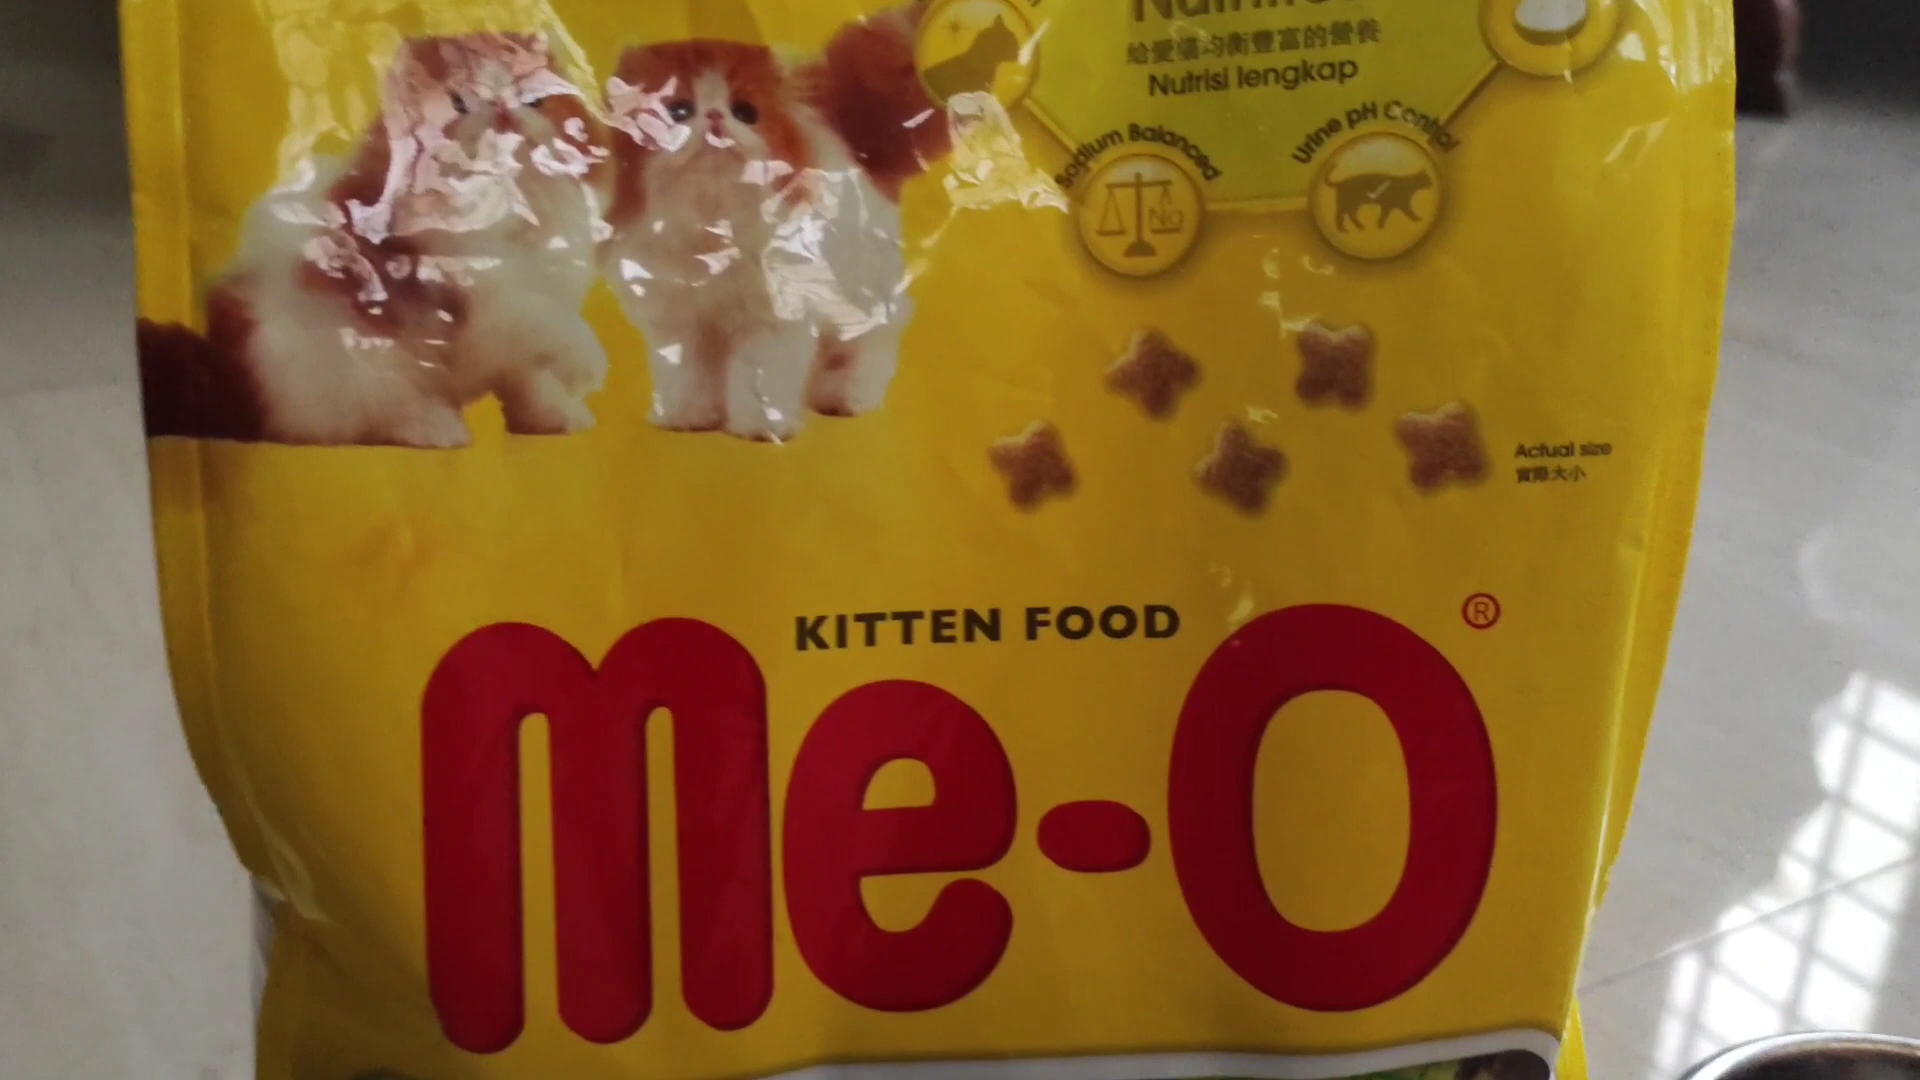 給愛貓均衡豐富的營養
Nutrisi lengkap
Sodium Balanced
Na
Urine pH Control
Actual size
實際大小
KITTEN FOOD
me-O
®